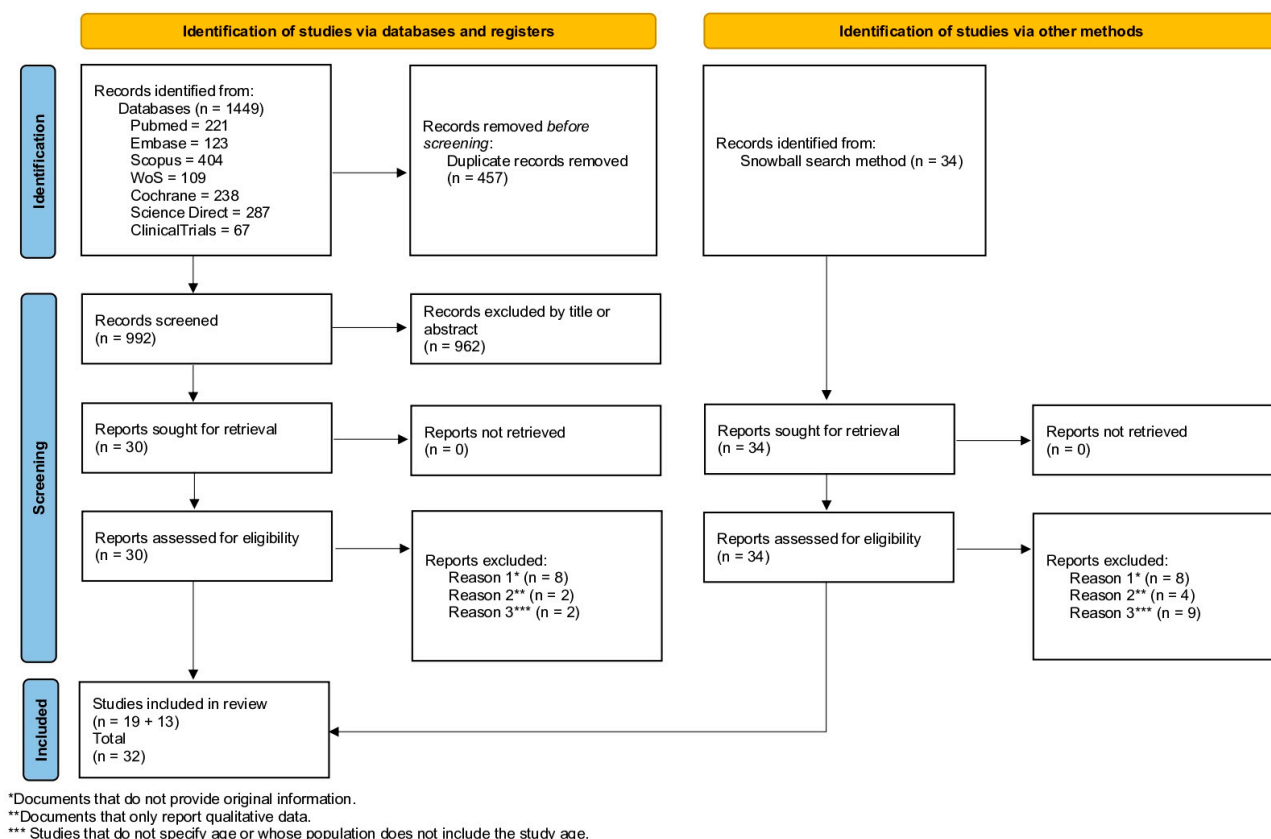 Identification of studies via databases and registers
Identification of studies via other methods
Identification
Records identified from:
Databases (n = 1449)
Pubmed = 221
Embase = 123
Scopus = 404
WoS = 109
Cochrane = 238
Science Direct = 287
ClinicalTrials = 67
Records removed before
screening:
Duplicate records removed
(n = 457)
Records identified from:
Snowball search method (n = 34)
Screening
Records screened
(n = 992)
Records excluded by title or
abstract
(n = 962)
Reports sought for retrieval
(n = 30)
Reports not retrieved
(n = 0)
Reports sought for retrieval
(n = 34)
Reports not retrieved
(n = 0)
Reports assessed for eligibility
(n = 30)
Reports excluded:
Reason 1* (n = 8)
Reason 2** (n = 2)
Reason 3*** (n = 2)
Reports assessed for eligibility
(n = 34)
Reports excluded:
Reason 1* (n = 8)
Reason 2** (n = 4)
Reason 3*** (n = 9)
Included
Studies included in review
(n = 19 + 13)
Total
(n = 32)
*Documents that do not provide original information.
**Documents that only report qualitative data.
*** Studies that do not specify age or whose population does not include the study age.